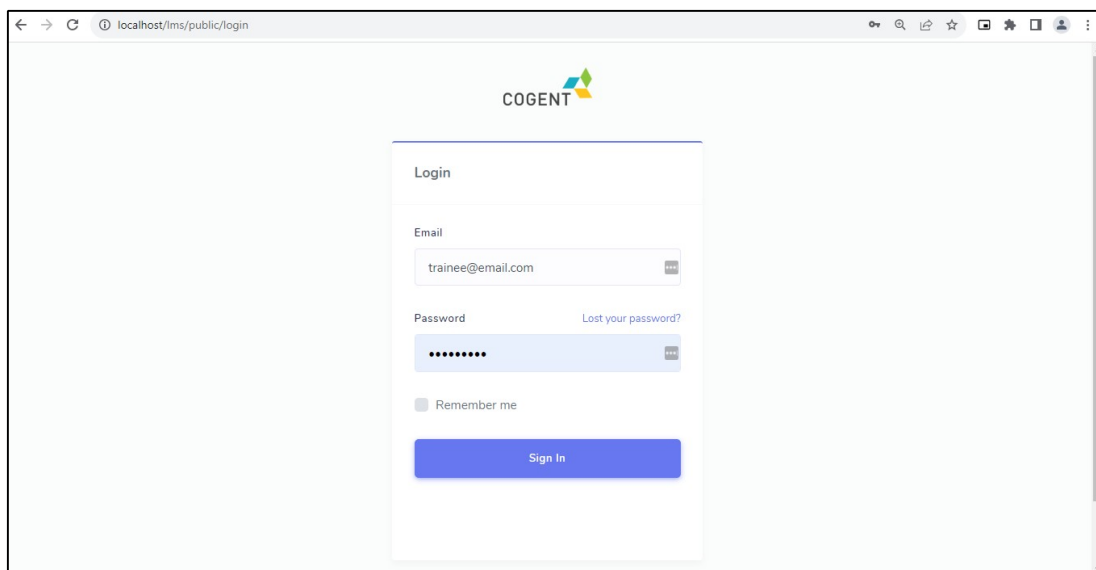 localhost/lms/public/login
COGENT
Login
Email
trainee@email.com
Password Lost your password?
•••••••••
Remember me
Sign In